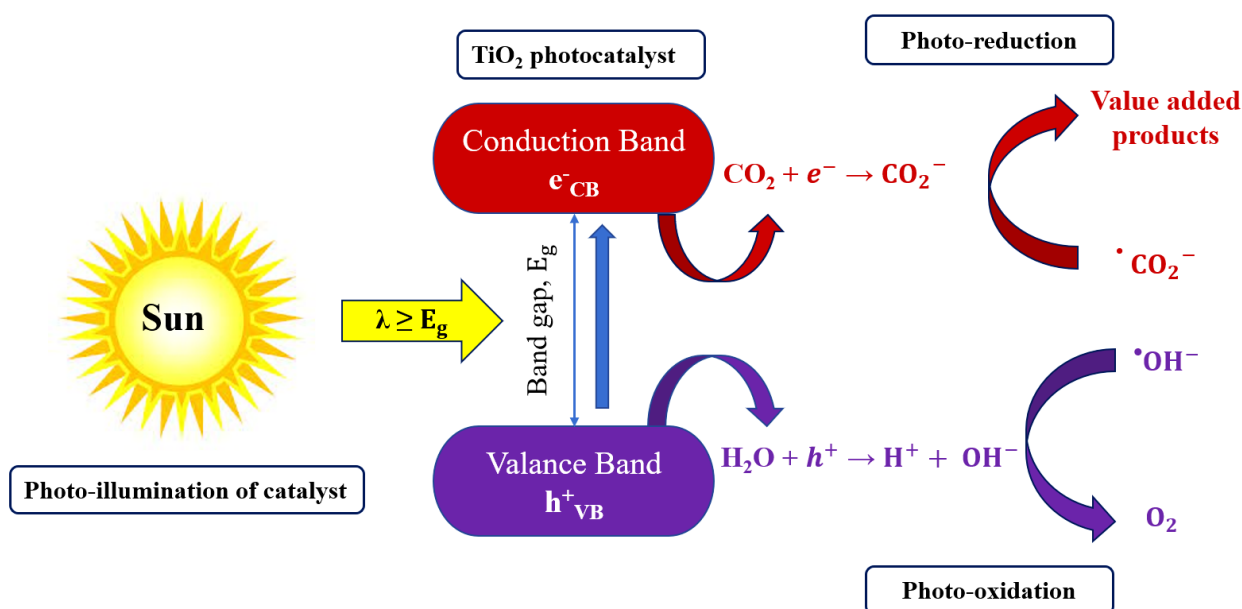 TiO₂ photocatalyst
Photo-reduction
Conduction Band
e⁻CB
CO₂ + e⁻ → CO₂⁻
Value added
products
•CO₂⁻
Sun
λ ≥ Eg
Band gap, Eg
Valance Band
h⁺VB
H₂O + h⁺ → H⁺ + OH⁻
•OH⁻
O₂
Photo-illumination of catalyst
Photo-oxidation